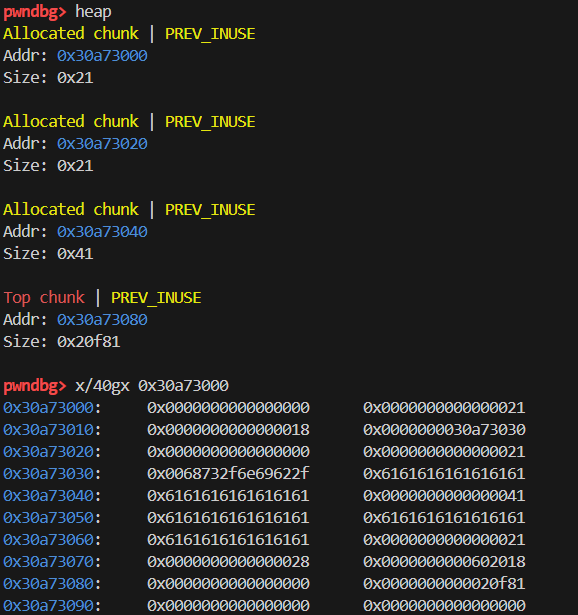 pwndbg> heap
Allocated chunk | PREV_INUSE
Addr: 0x30a73000
Size: 0x21
Allocated chunk | PREV_INUSE
Addr: 0x30a73020
Size: 0x21
Allocated chunk | PREV_INUSE
Addr: 0x30a73040
Size: 0x41
Top chunk | PREV_INUSE
Addr: 0x30a73080
Size: 0x20f81
pwndbg> x/40gx 0x30a73000
0x30a73000: 0x0000000000000000 0x0000000000000021
0x30a73010: 0x0000000000000018 0x0000000030a73030
0x30a73020: 0x0000000000000000 0x0000000000000021
0x30a73030: 0x0068732f6e69622f 0x6161616161616161
0x30a73040: 0x6161616161616161 0x0000000000000041
0x30a73050: 0x6161616161616161 0x6161616161616161
0x30a73060: 0x6161616161616161 0x0000000000000021
0x30a73070: 0x0000000000000028 0x0000000000602018
0x30a73080: 0x0000000000000000 0x0000000000020f81
0x30a73090: 0x0000000000000000 0x0000000000000000